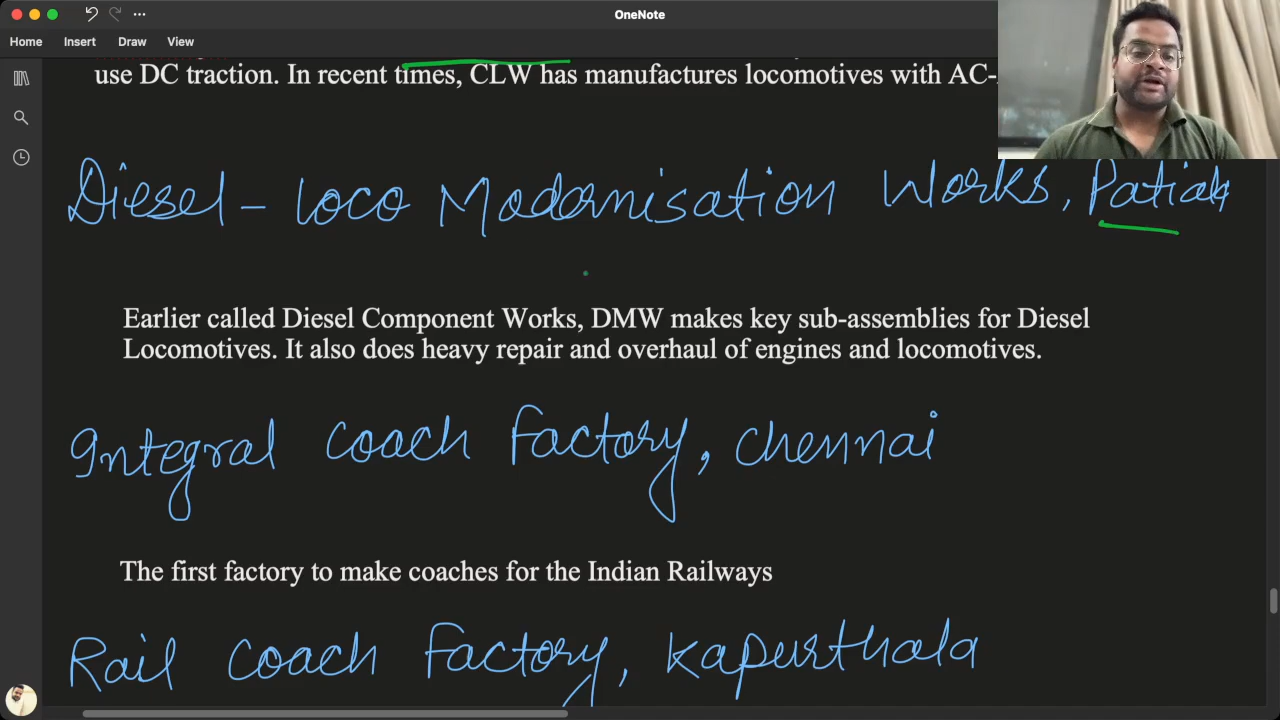 OneNote
Home Insert Draw View
use DC traction. In recent times, CLW has manufactures locomotives with AC-
Diesel - Loco Modernisation Works, Patiala
Earlier called Diesel Component Works, DMW makes key sub-assemblies for Diesel
Locomotives. It also does heavy repair and overhaul of engines and locomotives.
Integral Coach Factory, Chennai
The first factory to make coaches for the Indian Railways
Rail Coach Factory, Kapurthala